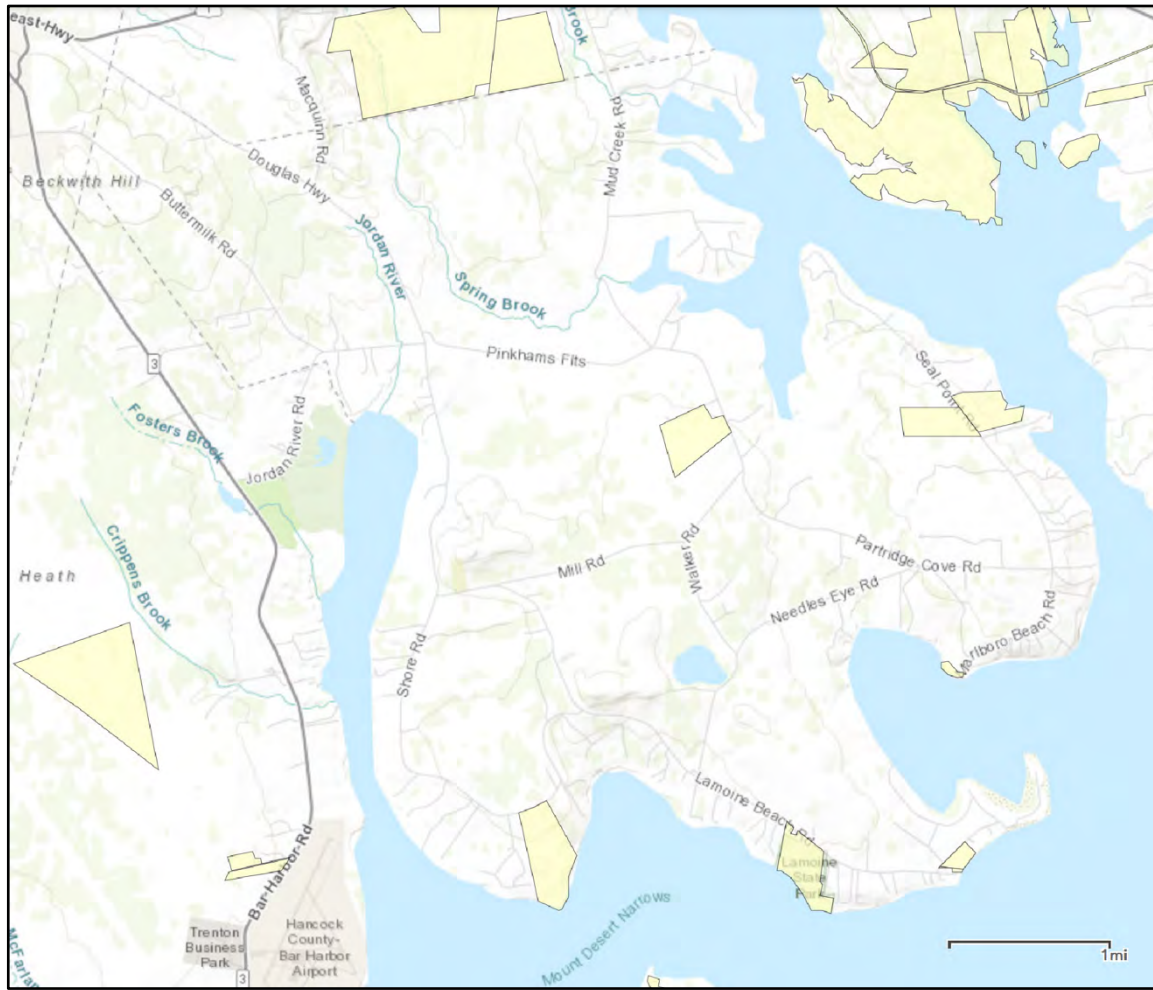 east-Hwy
1
Brook
Macquinn Rd
Mud Creek Rd
Douglas Hwy
Beckwith Hill
Buttermilk Rd
Jordan River
Spring Brook
Pinkhams Flts
3
Seal Point Rd
Fosters Brook
Jordan River Rd
Crippens Brook
Partridge Cove Rd
Mill Rd
Walker Rd
Heath
Needles Eye Rd
Marlboro Beach Rd
Shore Rd
Lamoine Beach Rd
Bar-Harbor-Rd
Lamoine
State
Park
Mount Desert Narrows
Trenton
Business
Park
Hancock
County-
Bar Harbor
Airport
McFarlan
3
1mi